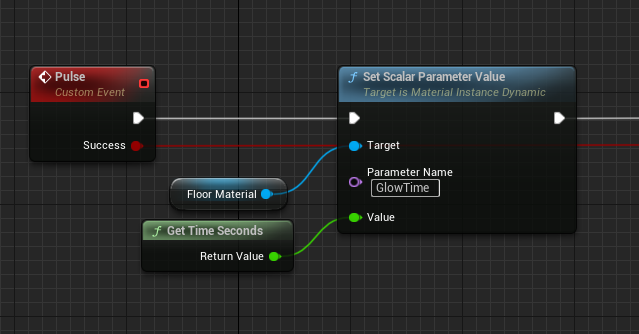 Pulse
Custom Event
Success
Set Scalar Parameter Value
Target is Material Instance Dynamic
Target
Parameter Name
GlowTime
Value
Floor Material
Get Time Seconds
Return Value